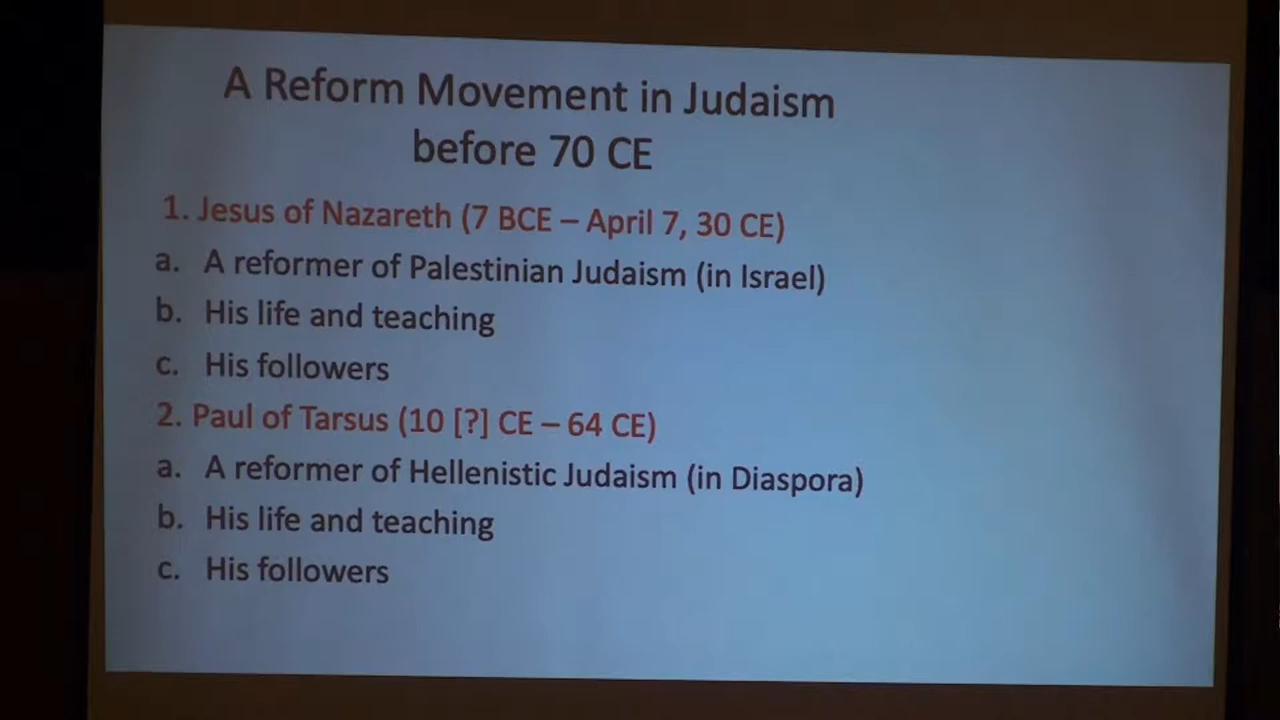 A Reform Movement in Judaism
before 70 CE
1. Jesus of Nazareth (7 BCE – April 7, 30 CE)
a. A reformer of Palestinian Judaism (in Israel)
b. His life and teaching
c. His followers
2. Paul of Tarsus (10 [?] CE – 64 CE)
a. A reformer of Hellenistic Judaism (in Diaspora)
b. His life and teaching
c. His followers